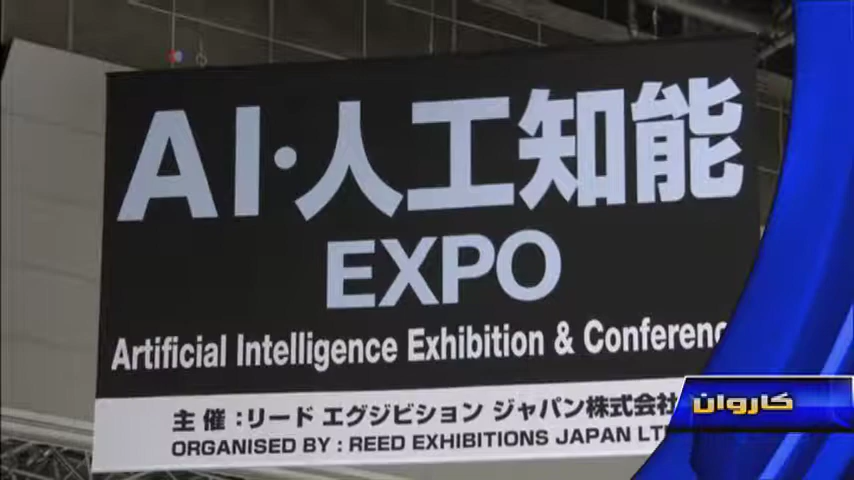 AI・人工知能
EXPO
Artificial Intelligence Exhibition & Conferenc
主 催 : リード エグジビション ジャパン株式会社
ORGANISED BY : REED EXHIBITIONS JAPAN LT
کاروان